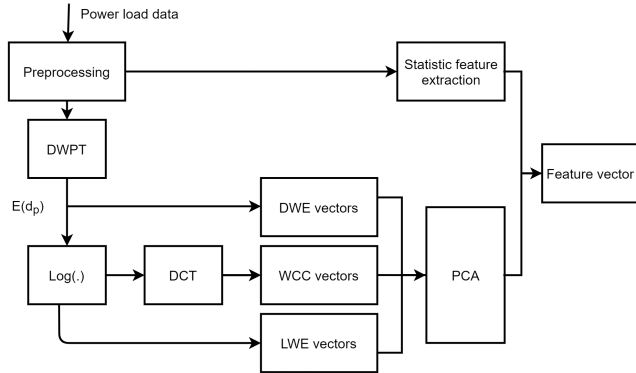 Power load data
Preprocessing
Statistic feature
extraction
DWPT
Feature vector
E(dp)
DWE vectors
Log(.)
DCT
WCC vectors
PCA
LWE vectors